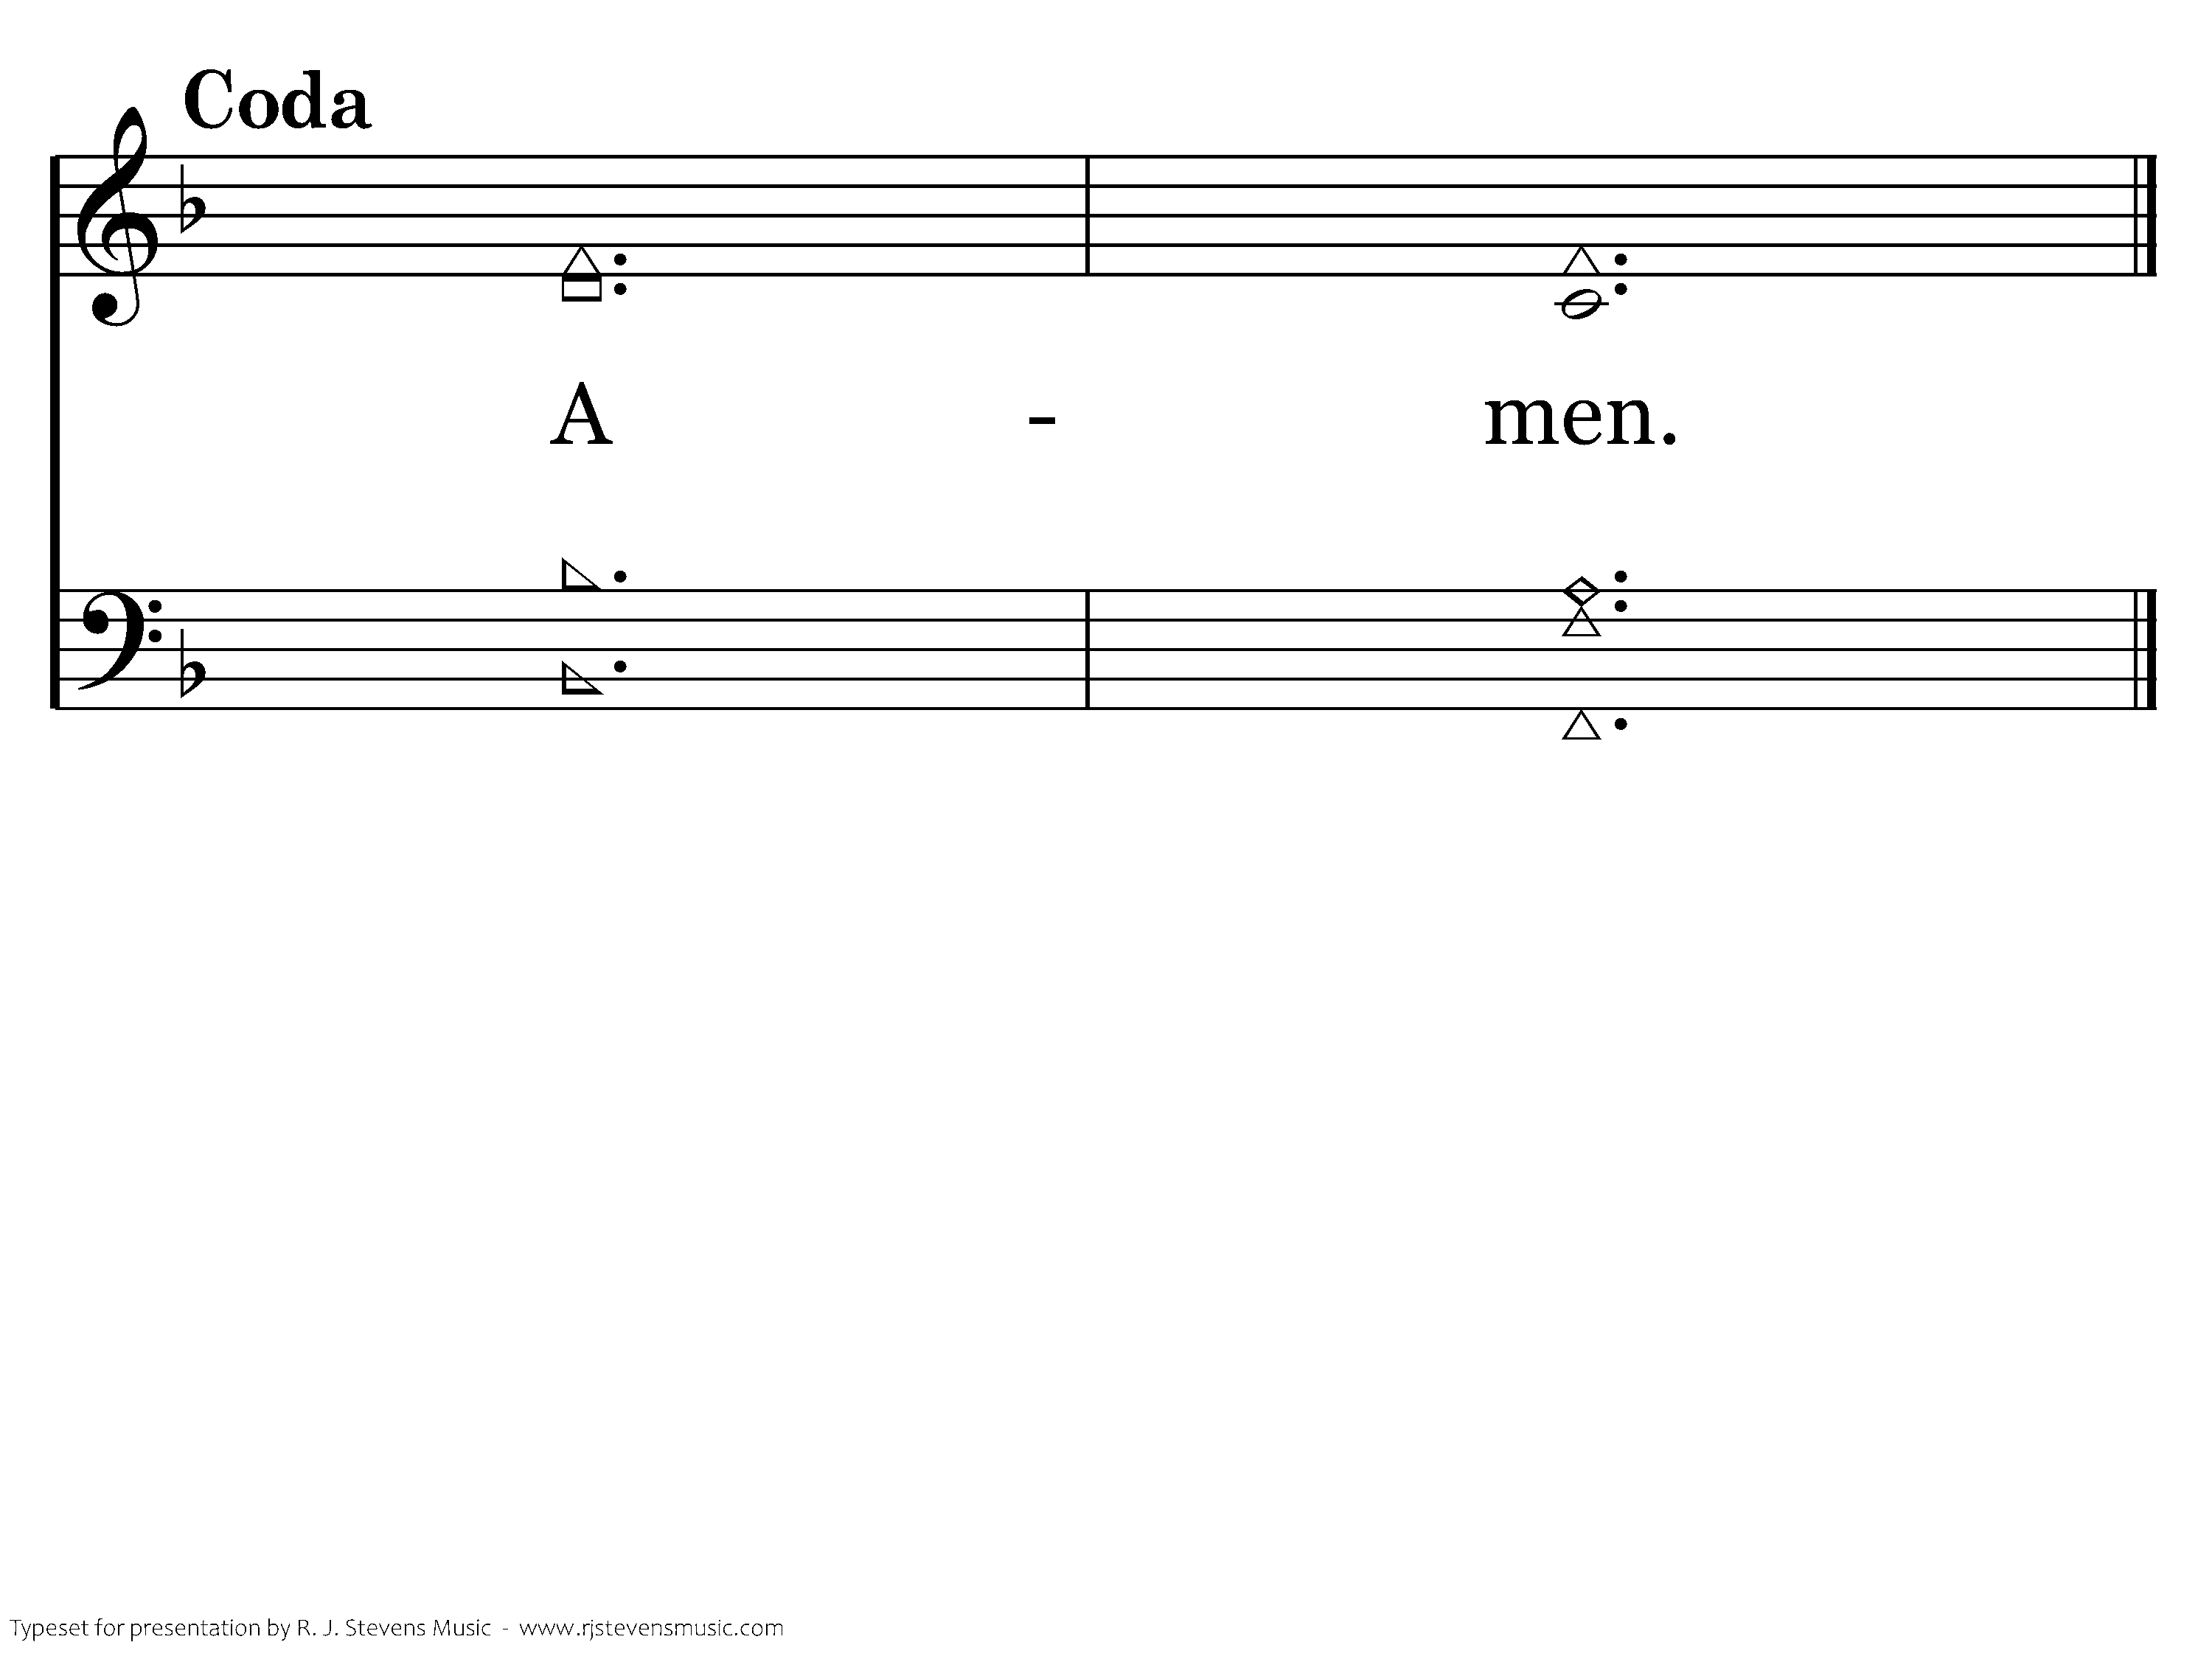 Coda
A - men.
Typeset for presentation by R. J. Stevens Music - www.rjstevensmusic.com